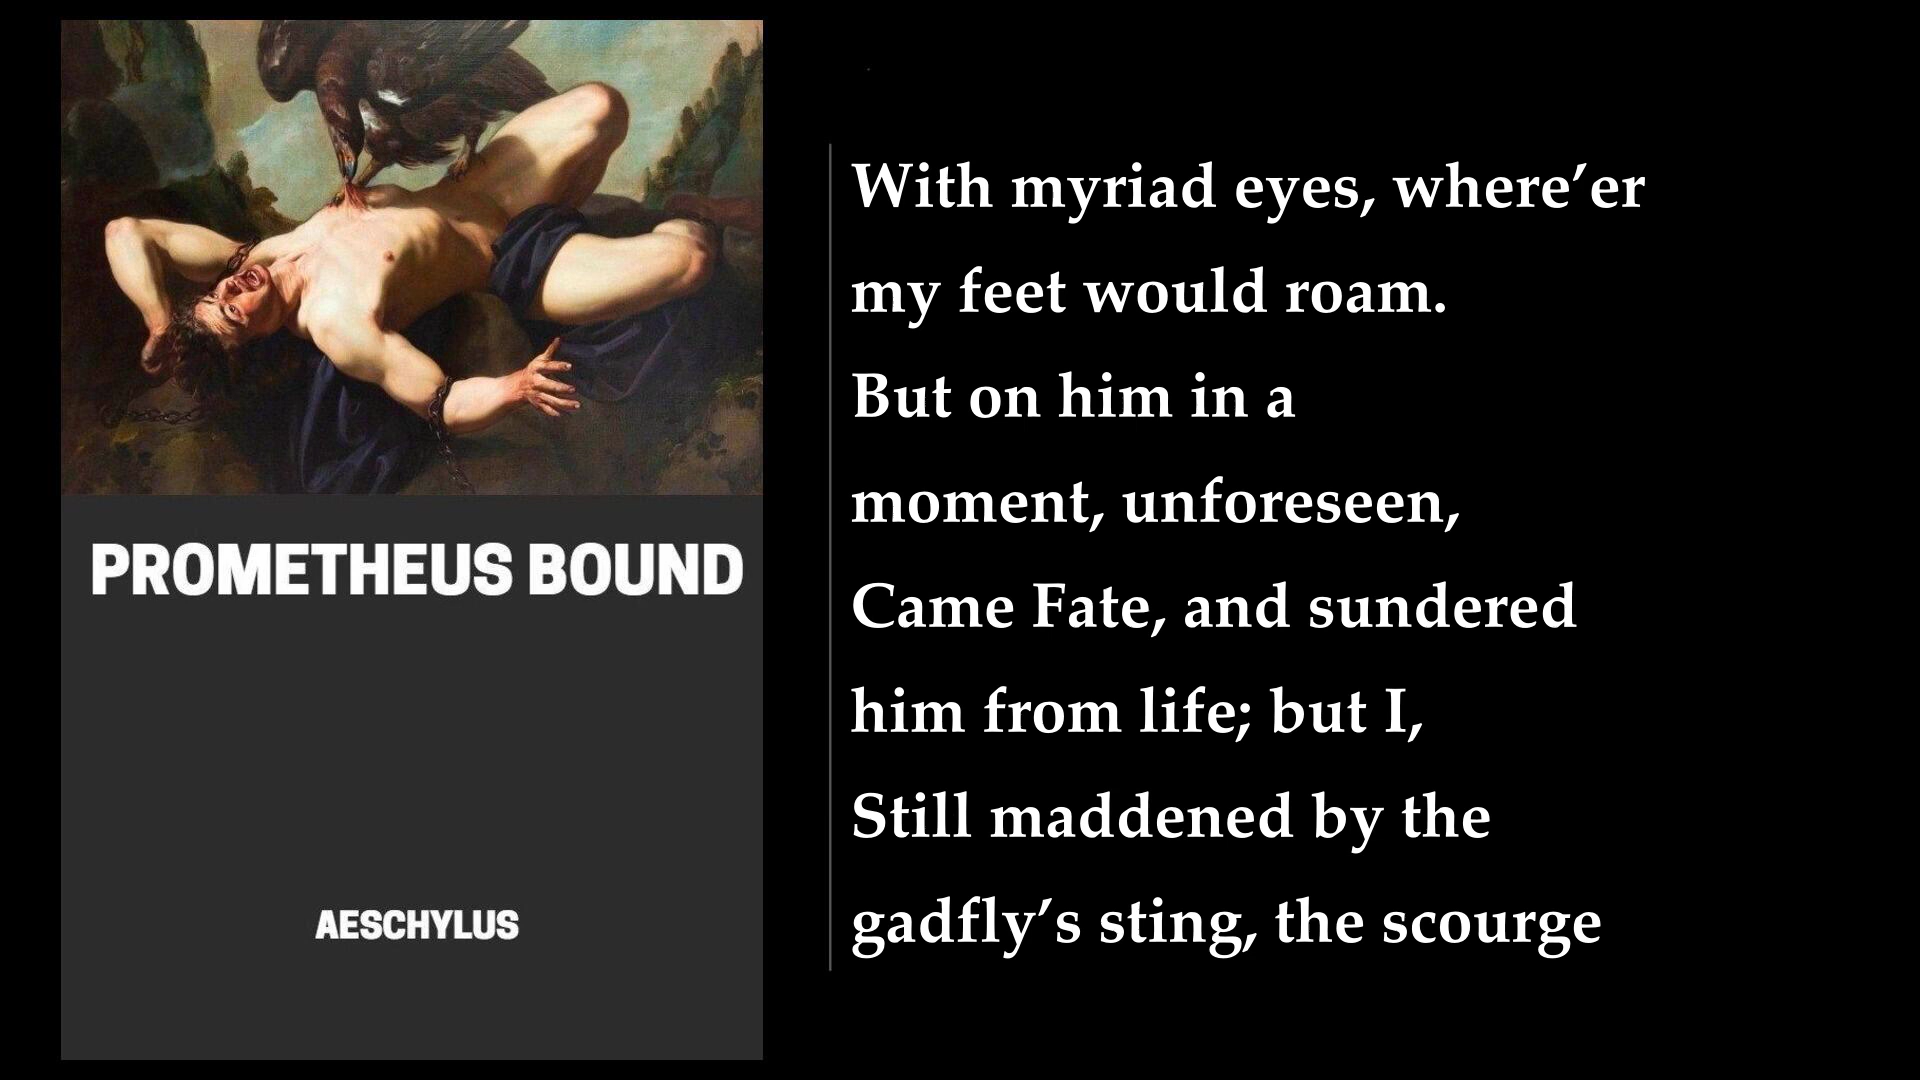 PROMETHEUS BOUND
AESCHYLUS
With myriad eyes, where’er
my feet would roam.
But on him in a
moment, unforeseen,
Came Fate, and sundered
him from life; but I,
Still maddened by the
gadfly’s sting, the scourge